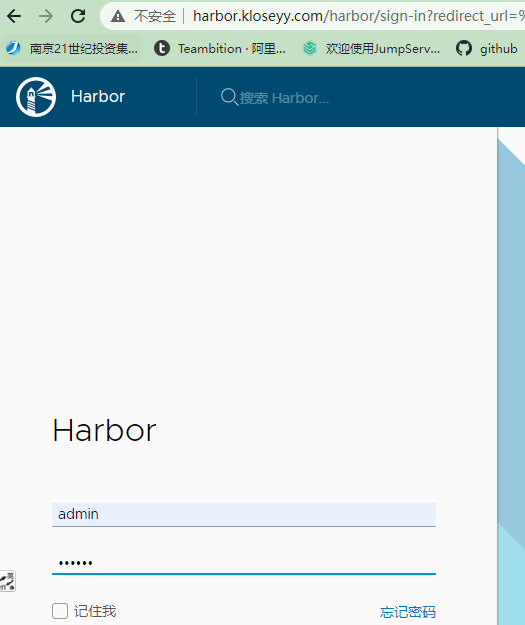 不安全 harbor.kloseyy.com/harbor/sign-in?redirect_url=%
南京21世纪投资集... Teambition · 阿里... 欢迎使用JumpServ... github
Harbor 搜索 Harbor...
Harbor
admin
••••••
记住我 忘记密码